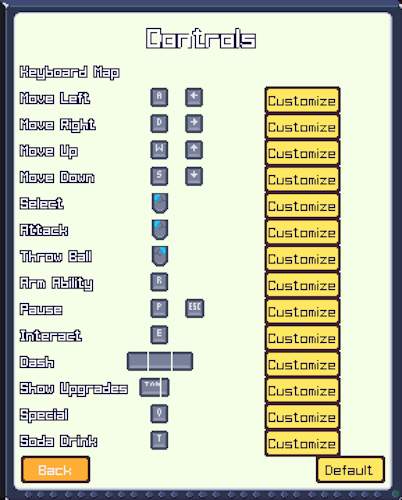 Controls
Keyboard Map
Move Left A ← Customize
Move Right D → Customize
Move Up W ↑ Customize
Move Down S ↓ Customize
Select Customize
Attack Customize
Throw Ball Customize
Arm Ability R Customize
Pause P ESC Customize
Interact E Customize
Dash Customize
Show Upgrades TAB Customize
Special Customize
Soda Drink T Customize
Back Default